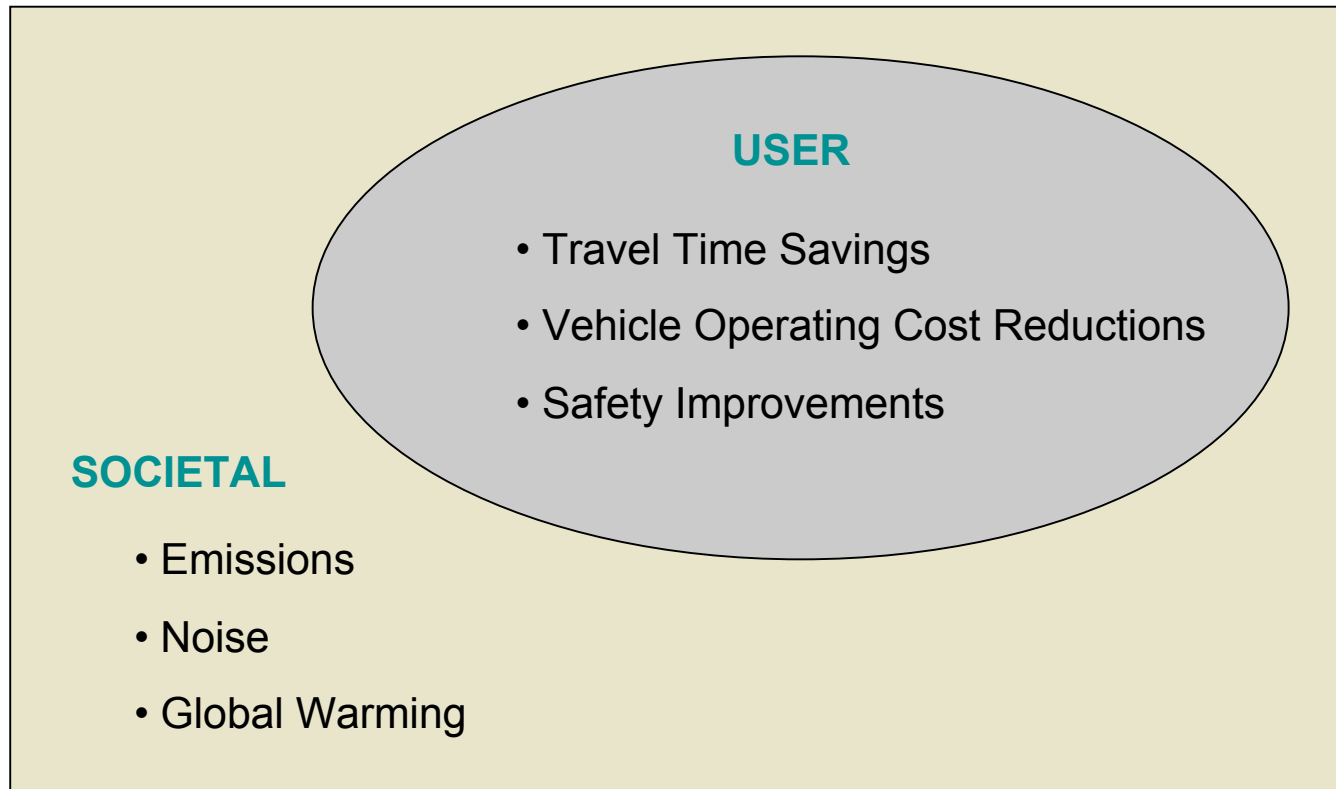 USER
• Travel Time Savings
• Vehicle Operating Cost Reductions
• Safety Improvements
SOCIETAL
• Emissions
• Noise
• Global Warming